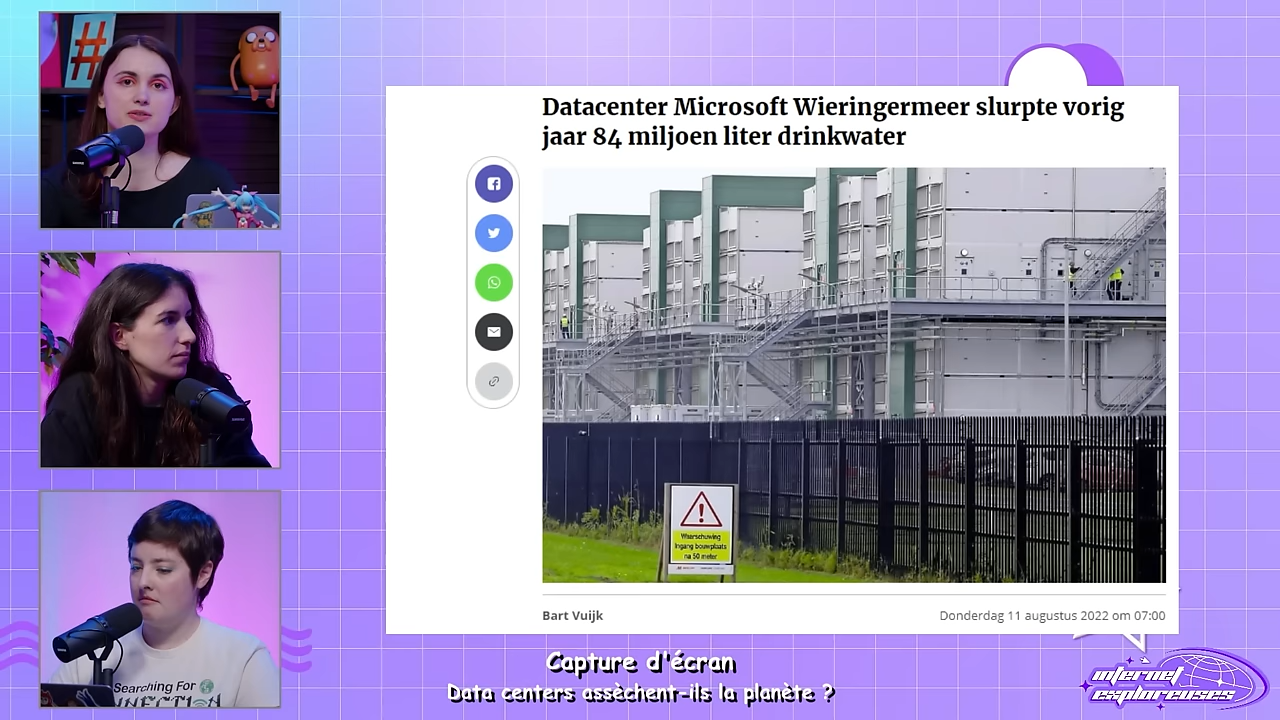 #
Datacenter Microsoft Wieringermeer slurpte vorig
jaar 84 miljoen liter drinkwater
Waarschuwing
Ingang bouwplaats
na 50 meter
Bart Vuijk
Donderdag 11 augustus 2022 om 07:00
Searching For
Capture d'écran
Data centers assèchent-ils la planète ?
internet
exploreuses